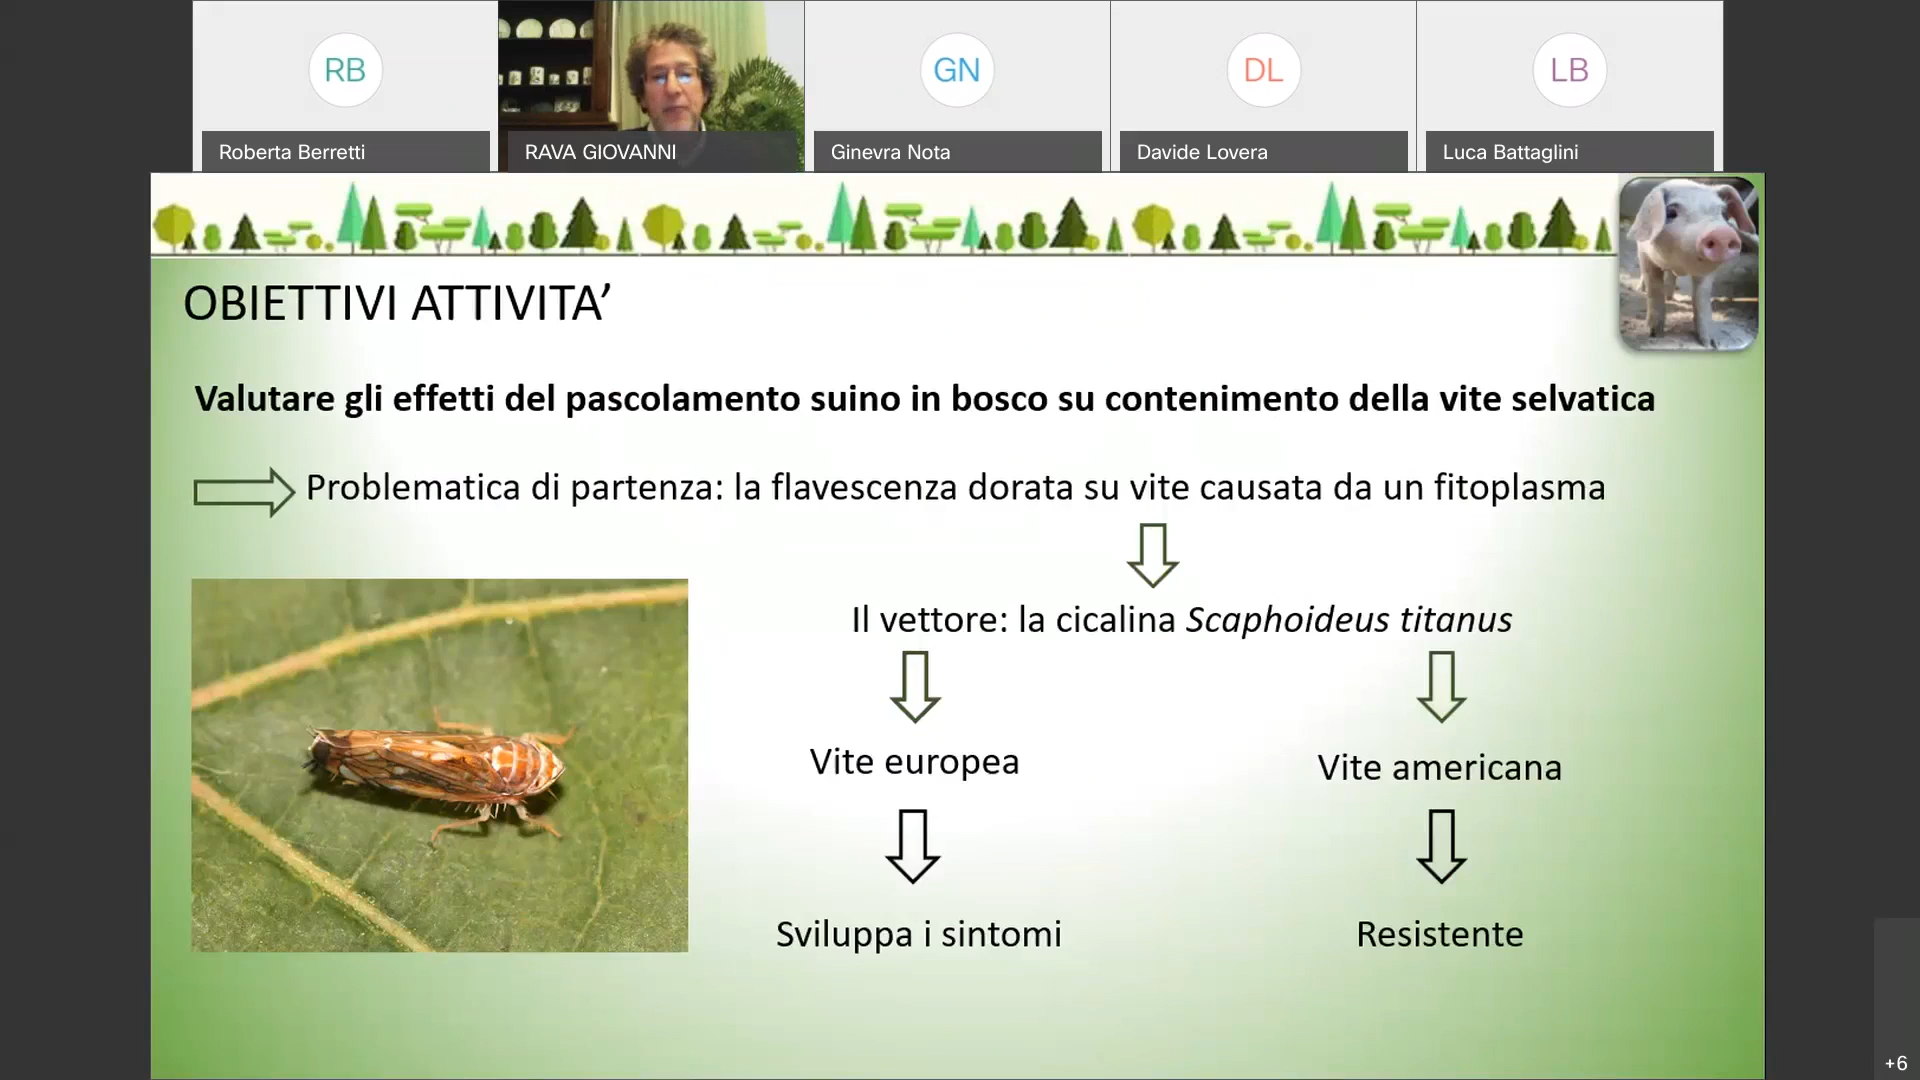 RB
GN
DL
LB
Roberta Berretti
RAVA GIOVANNI
Ginevra Nota
Davide Lovera
Luca Battaglini
OBIETTIVI ATTIVITA’
Valutare gli effetti del pascolamento suino in bosco su contenimento della vite selvatica
Problematica di partenza: la flavescenza dorata su vite causata da un fitoplasma
Il vettore: la cicalina Scaphoideus titanus
Vite europea
Vite americana
Sviluppa i sintomi
Resistente
+6